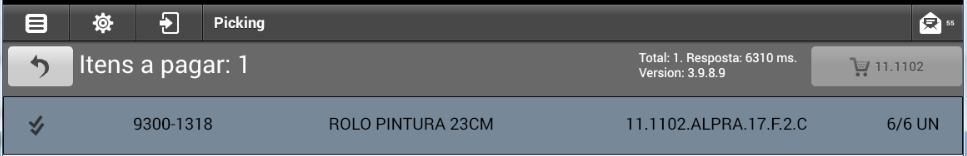 Picking
55
Itens a pagar: 1
Total: 1. Resposta: 6310 ms.
Version: 3.9.8.9
11.1102
9300-1318 ROLO PINTURA 23CM 11.1102.ALPRA.17.F.2.C 6/6 UN